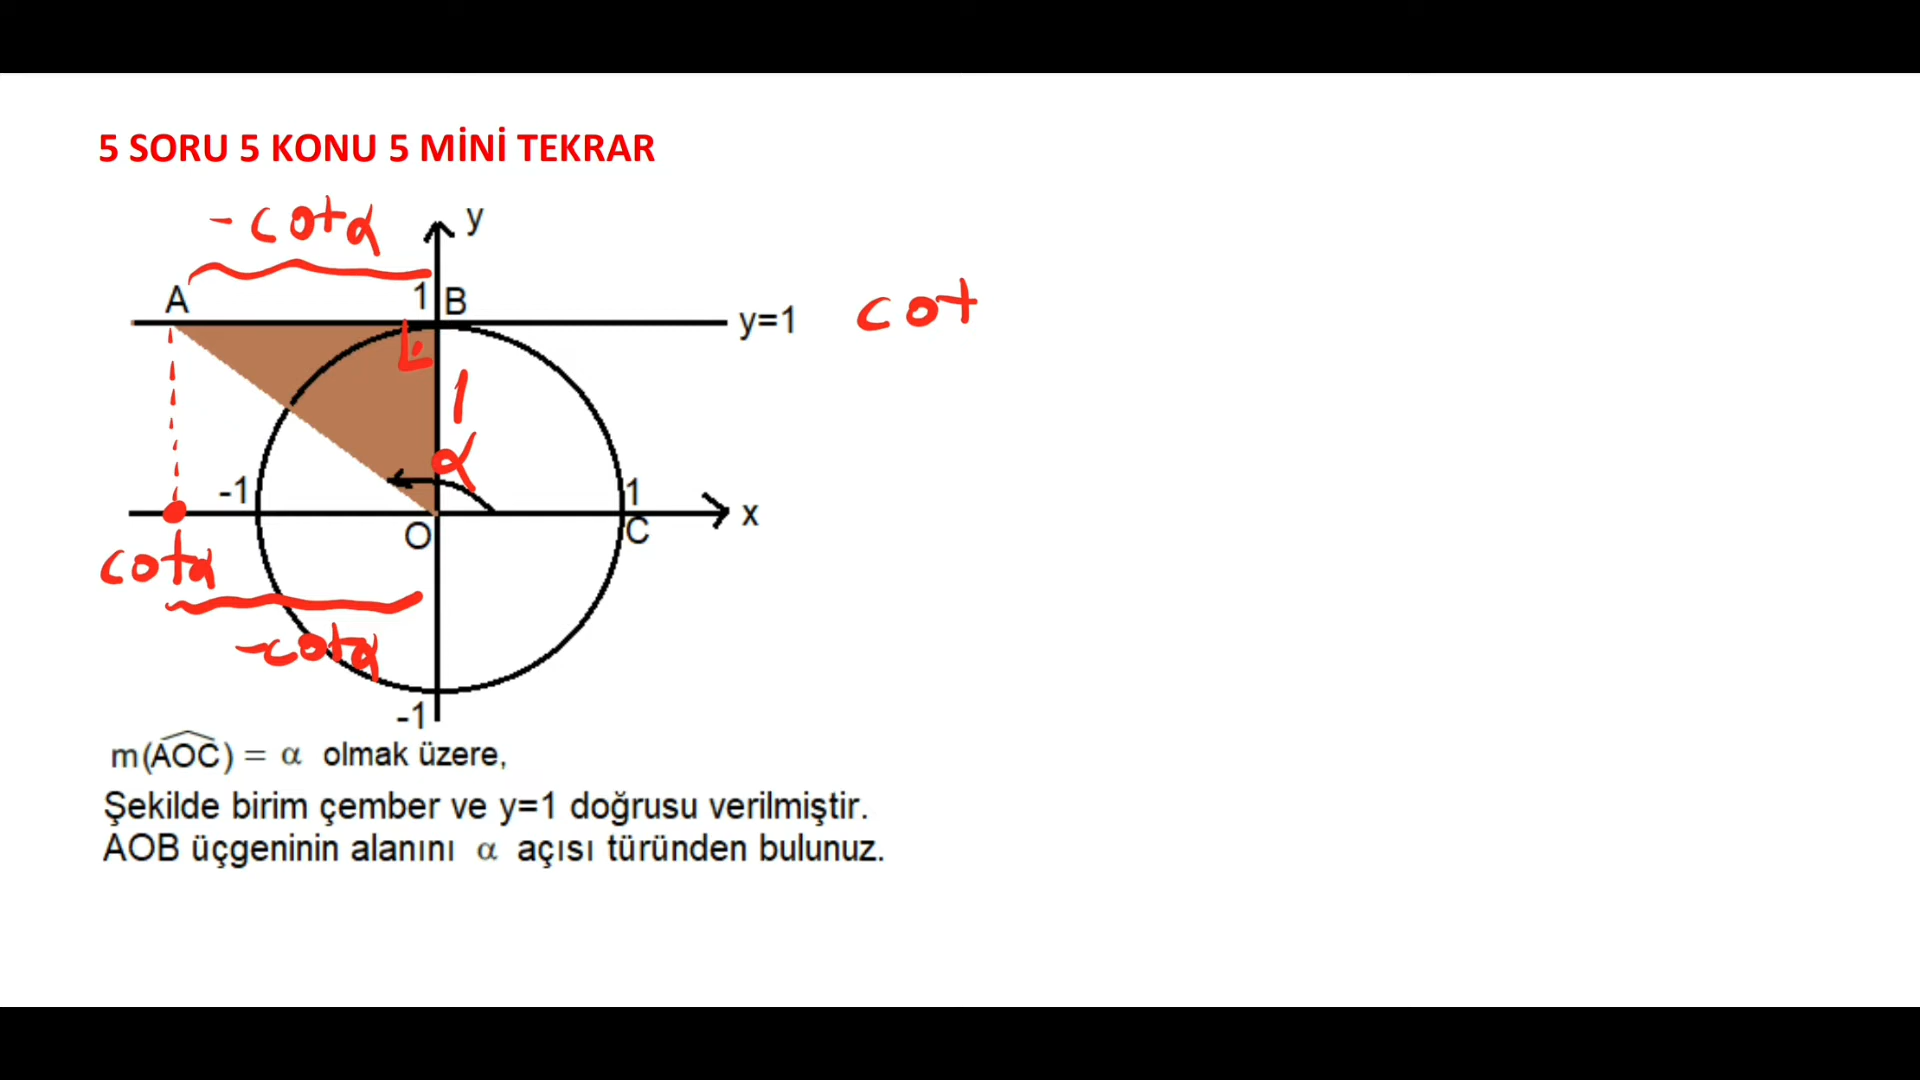 5 SORU 5 KONU 5 MİNİ TEKRAR
-cotα
y
A
1
B
y=1
cot
1
α
-1
1
x
O
C
cotα
-cotα
-1
m(AOC) = α olmak üzere,
Şekilde birim çember ve y=1 doğrusu verilmiştir.
AOB üçgeninin alanını α açısı türünden bulunuz.